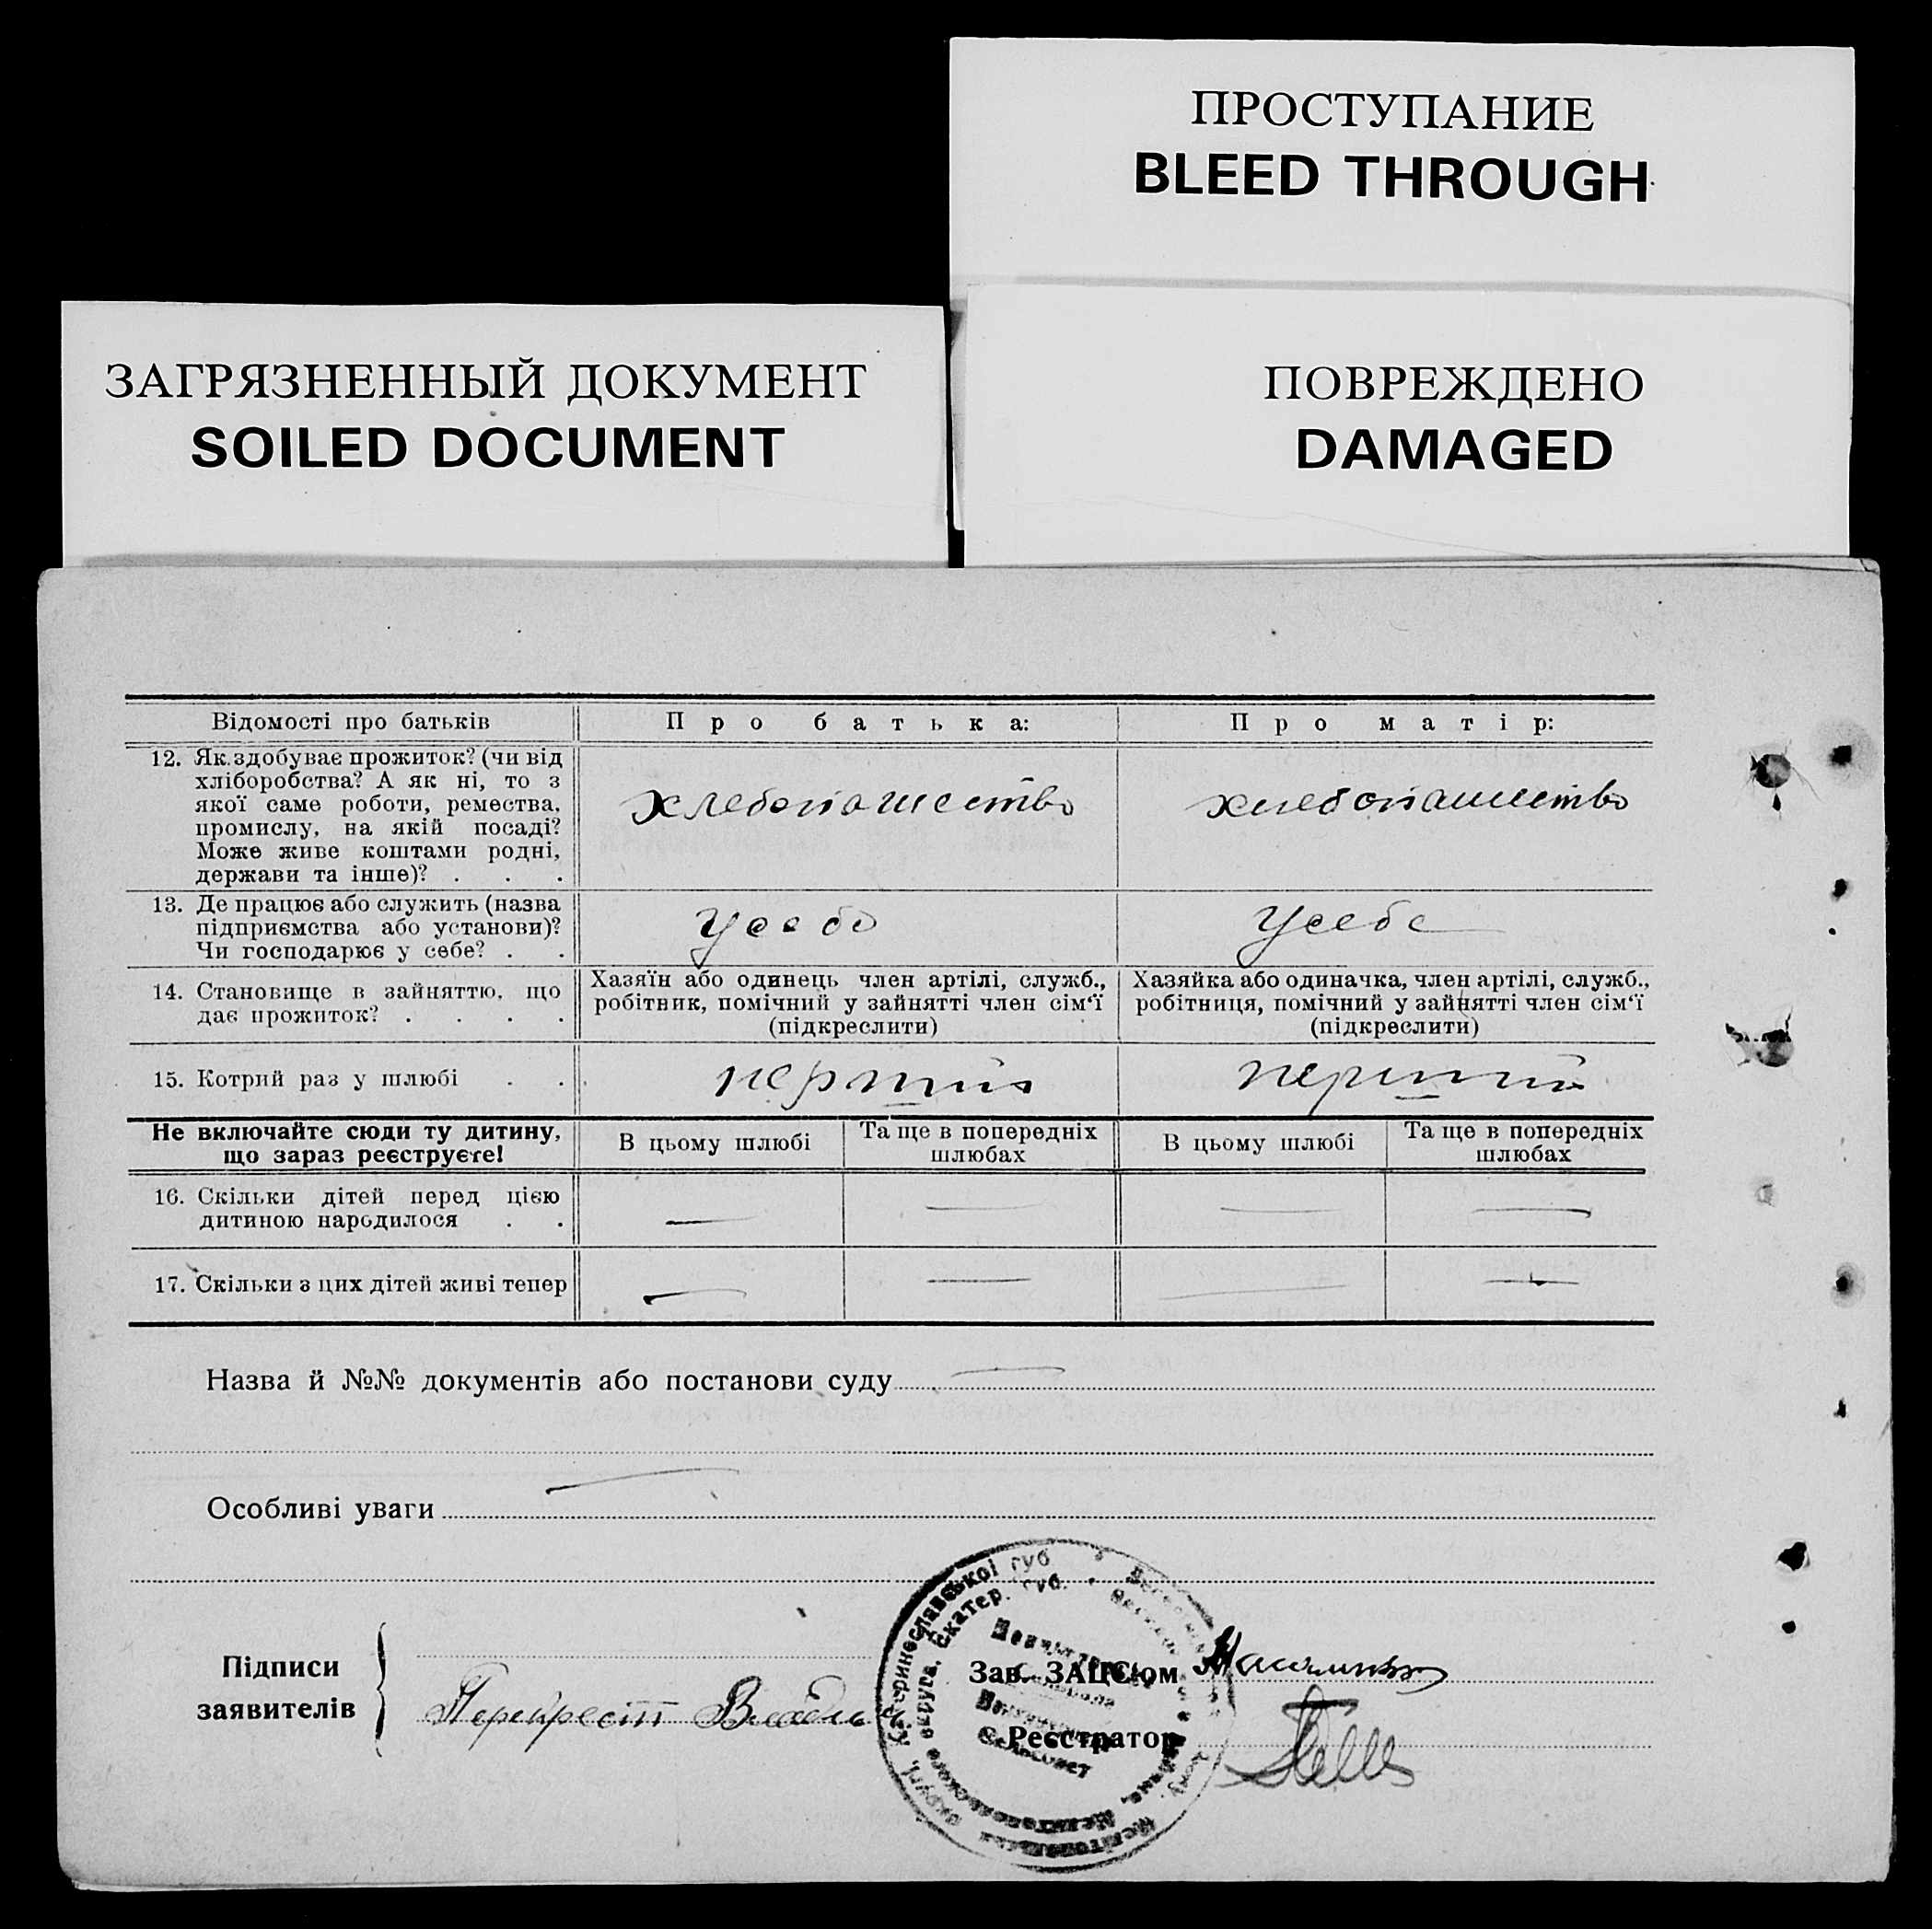 ПРОСТУПАНИЕ
BLEED THROUGH
ЗАГРЯЗНЕННЫЙ ДОКУМЕНТ
SOILED DOCUMENT
ПОВРЕЖДЕНО
DAMAGED
Відомості про батьків
Про батька:
Про матір:
12. Як здобуває прожиток? (чи від
хліборобства? А як ні, то з
якої саме роботи, ремества,
промислу, на якій посаді?
Може живе коштами родні,
держави та інше)? . . .
хлебопашество
хлебопашество
13. Де працює або служить (назва
підприємства або установи)?
Чи господарює у себе? . .
у себе
у себе
14. Становище в зайняттю, що
дає прожиток? . . . .
Хазяїн або одинець член артілі, служб.,
робітник, помічний у зайнятті член сім‘ї
(підкреслити)
Хазяйка або одиначка, член артілі, служб.,
робітниця, помічний у зайнятті член сім‘ї
(підкреслити)
15. Котрий раз у шлюбі . .
первий
первий
Не включайте сюди ту дитину,
що зараз реєструєте!
В цьому шлюбі
Та ще в попередніх
шлюбах
В цьому шлюбі
Та ще в попередніх
шлюбах
16. Скільки дітей перед цією
дитиною народилося . .
— — — —
17. Скільки з цих дітей живі тепер
— — — —
Назва й №№ документів або постанови суду —
Особливі уваги —
Підписи
заявителів
Перекрест
Катеринославської губ
Екатер. губ.
Зав. ЗАЦСом
Реєстратор